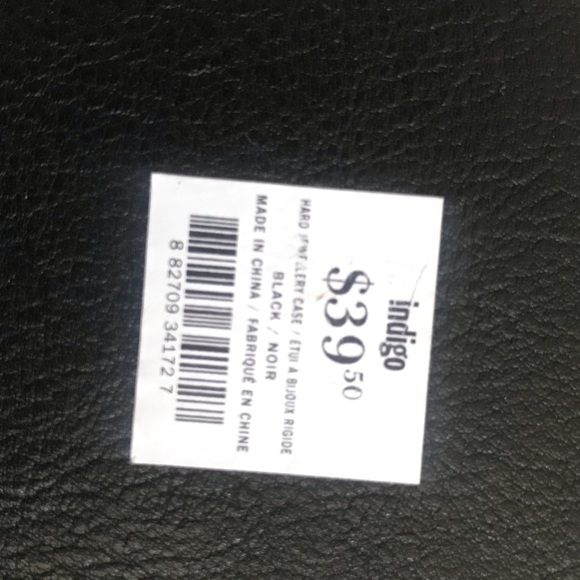 indigo
$39.50
HARD JEWELLERY CASE / ÉTUI À BIJOUX RIGIDE
BLACK / NOIR
MADE IN CHINA / FABRIQUÉ EN CHINE
8 82709 34172 7